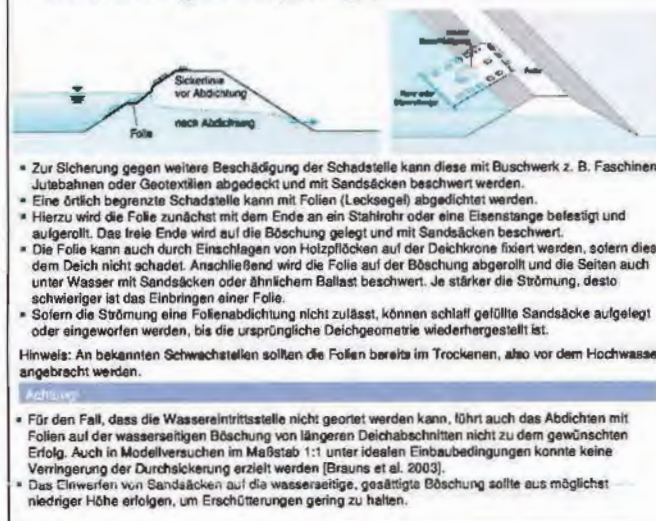 Sickerlinie
vor Abdichtung
nach Abdichtung
Folie
Folie
▪ Zur Sicherung gegen weitere Beschädigung der Schadstelle kann diese mit Buschwerk z. B. Faschinen
Jutebahnen oder Geotextilien abgedeckt und mit Sandsäcken beschwert werden.
▪ Eine örtlich begrenzte Schadstelle kann mit Folien (Lecksegel) abgedichtet werden.
▪ Hierzu wird die Folie zunächst mit dem Ende an ein Stahlrohr oder eine Eisenstange befestigt und
aufgerollt. Das freie Ende wird auf die Böschung gelegt und mit Sandsäcken beschwert.
▪ Die Folie kann auch durch Einschlagen von Holzpflöcken auf der Deichkrone fixiert werden, sofern dies
dem Deich nicht schadet. Anschließend wird die Folie auf der Böschung abgerollt und die Seiten auch
unter Wasser mit Sandsäcken oder ähnlichem Ballast beschwert. Je stärker die Strömung, desto
schwieriger ist das Einbringen einer Folie.
▪ Sofern die Strömung eine Folienabdichtung nicht zulässt, können schlaff gefüllte Sandsäcke aufgelegt
oder eingeworfen werden, bis die ursprüngliche Deichgeometrie wiederhergestellt ist.
Hinweis: An bekannten Schwachstellen sollten die Folien bereits im Trockenen, also vor dem Hochwasse
angebracht werden.
Achtung:
▪ Für den Fall, dass die Wassereintrittsstelle nicht geortet werden kann, führt auch das Abdichten mit
Folien auf der wasserseitigen Böschung von längeren Deichabschnitten nicht zu dem gewünschten
Erfolg. Auch in Modellversuchen im Maßstab 1:1 unter idealen Einbaubedingungen konnte keine
Verringerung der Durchsickerung erzielt werden [Brauns et al. 2003].
▪ Das Einwerfen von Sandsäcken auf die wasserseitige, gesättigte Böschung sollte aus möglichst
niedriger Höhe erfolgen, um Erschütterungen gering zu halten.